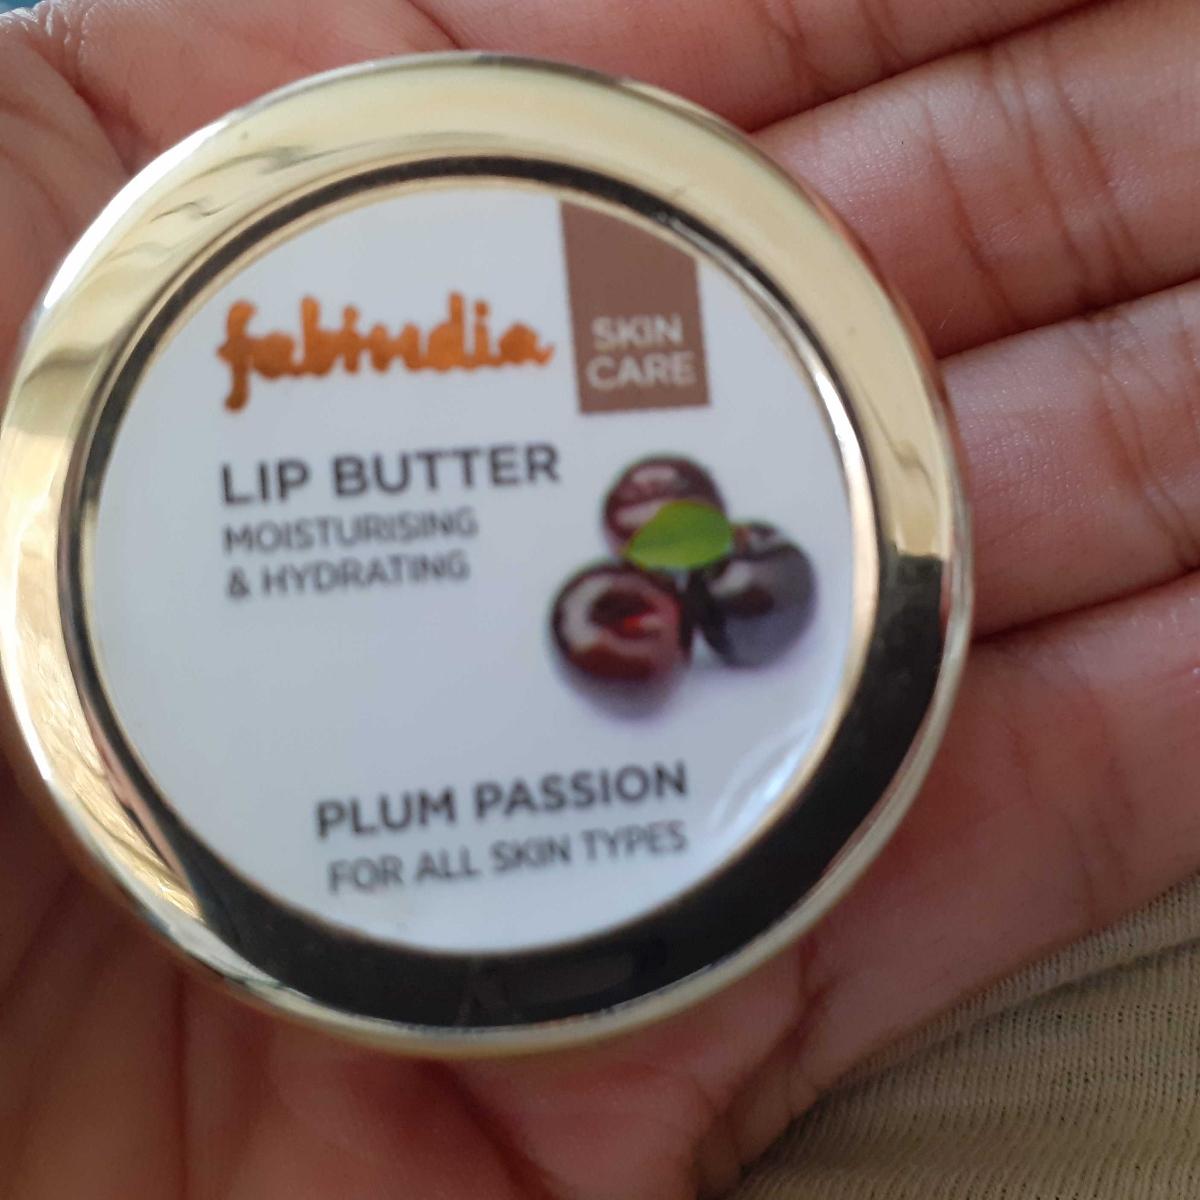 fabindia
SKIN
CARE
LIP BUTTER
MOISTURISING
& HYDRATING
PLUM PASSION
FOR ALL SKIN TYPES